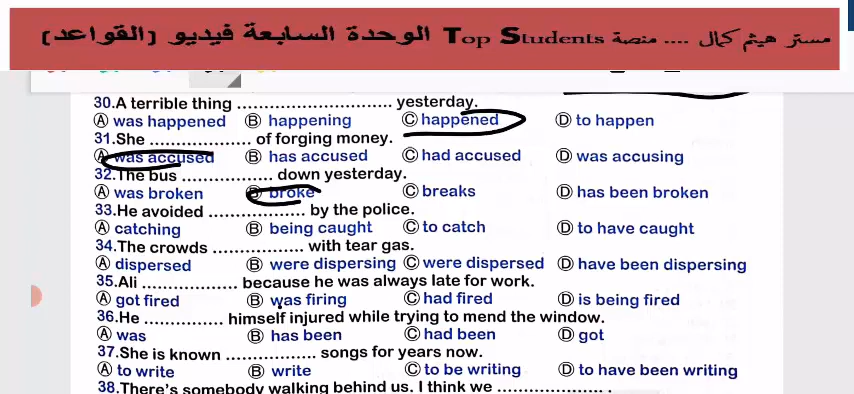 مستر هيثم كمال .... منصة Top Students الوحدة السابعة فيديو (القواعد)
30.A terrible thing ............................... yesterday.
Ⓐ was happened Ⓑ happening Ⓒ happened Ⓓ to happen
31.She .................... of forging money.
Ⓐ was accused Ⓑ has accused Ⓒ had accused Ⓓ was accusing
32.The bus .................. down yesterday.
Ⓐ was broken Ⓑ broke Ⓒ breaks Ⓓ has been broken
33.He avoided ................... by the police.
Ⓐ catching Ⓑ being caught Ⓒ to catch Ⓓ to have caught
34.The crowds .................. with tear gas.
Ⓐ dispersed Ⓑ were dispersing Ⓒ were dispersed Ⓓ have been dispersing
35.Ali ................... because he was always late for work.
Ⓐ got fired Ⓑ was firing Ⓒ had fired Ⓓ is being fired
36.He ................ himself injured while trying to mend the window.
Ⓐ was Ⓑ has been Ⓒ had been Ⓓ got
37.She is known .................. songs for years now.
Ⓐ to write Ⓑ write Ⓒ to be writing Ⓓ to have been writing
38.There's somebody walking behind us. I think we ..................... .